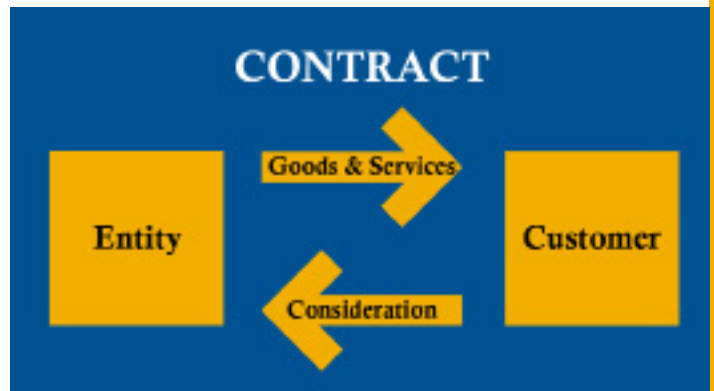 CONTRACT
Goods & Services
Entity
Customer
Consideration